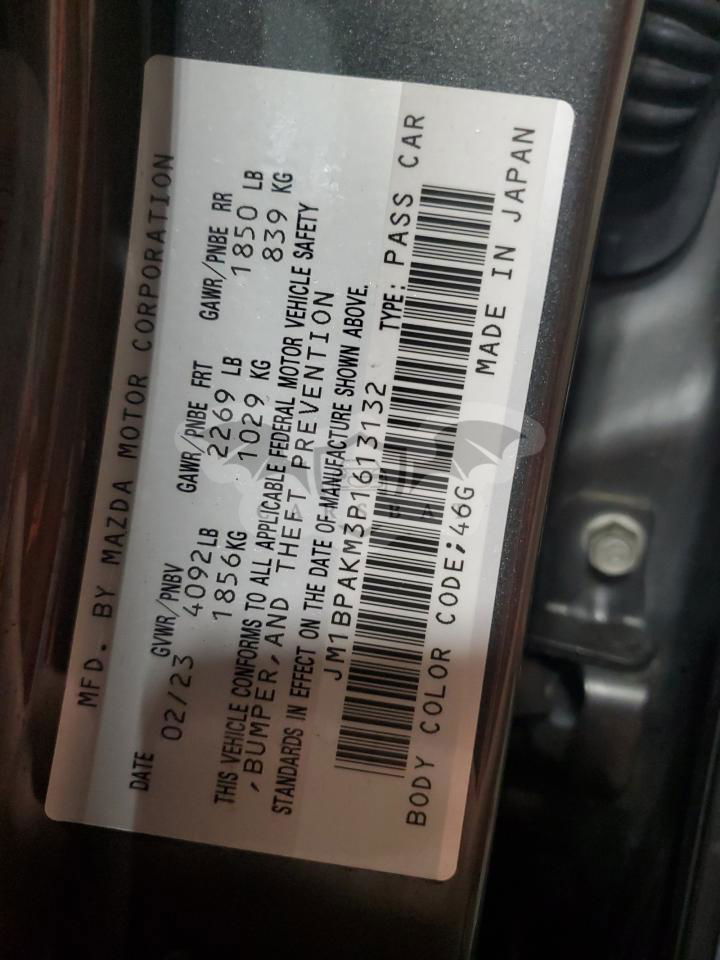 MFD. BY MAZDA MOTOR CORPORATION
DATE GVWR/PNBV GAWR/PNBE FRT GAWR/PNBE RR
02/23 4092LB 2269 LB 1850 LB
1856KG 1029 KG 839 KG
THIS VEHICLE CONFORMS TO ALL APPLICABLE FEDERAL MOTOR VEHICLE SAFETY
,BUMPER,AND THEFT PREVENTION
STANDARDS IN EFFECT ON THE DATE OF MANUFACTURE SHOWN ABOVE.
JM1BPAKM3P1613132 TYPE: PASS CAR
BODY COLOR CODE;46G MADE IN JAPAN